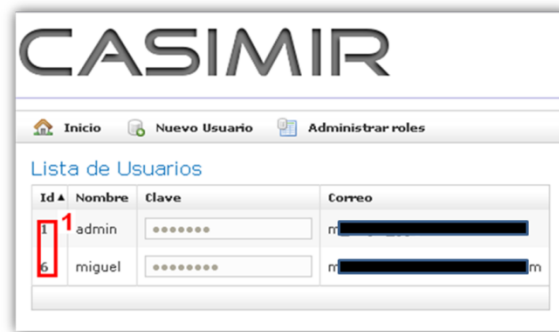 CASIMIR
Inicio Nuevo Usuario Administrar roles
Lista de Usuarios
Id Nombre Clave Correo
1 1 admin ●●●●●●● m
6 miguel ●●●●●●●● m m